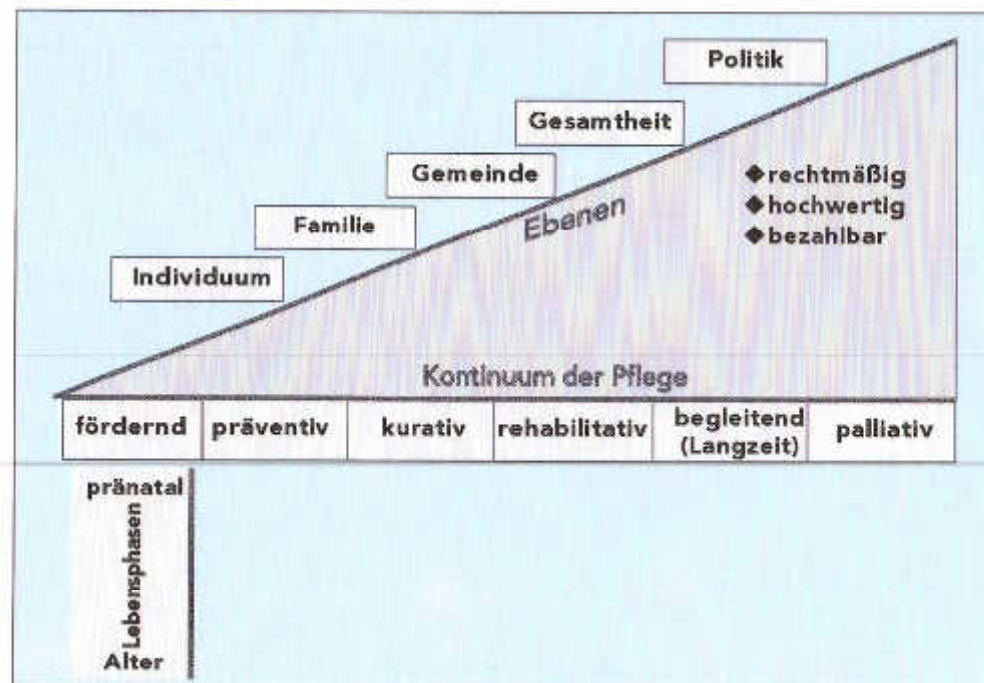 Politik
Gesamtheit
Gemeinde
Familie
Individuum
Ebenen
◆rechtmäßig
◆hochwertig
◆bezahlbar
Kontinuum der Pflege
fördernd
präventiv
kurativ
rehabilitativ
begleitend
(Langzeit)
palliativ
pränatal
Lebensphasen
Alter